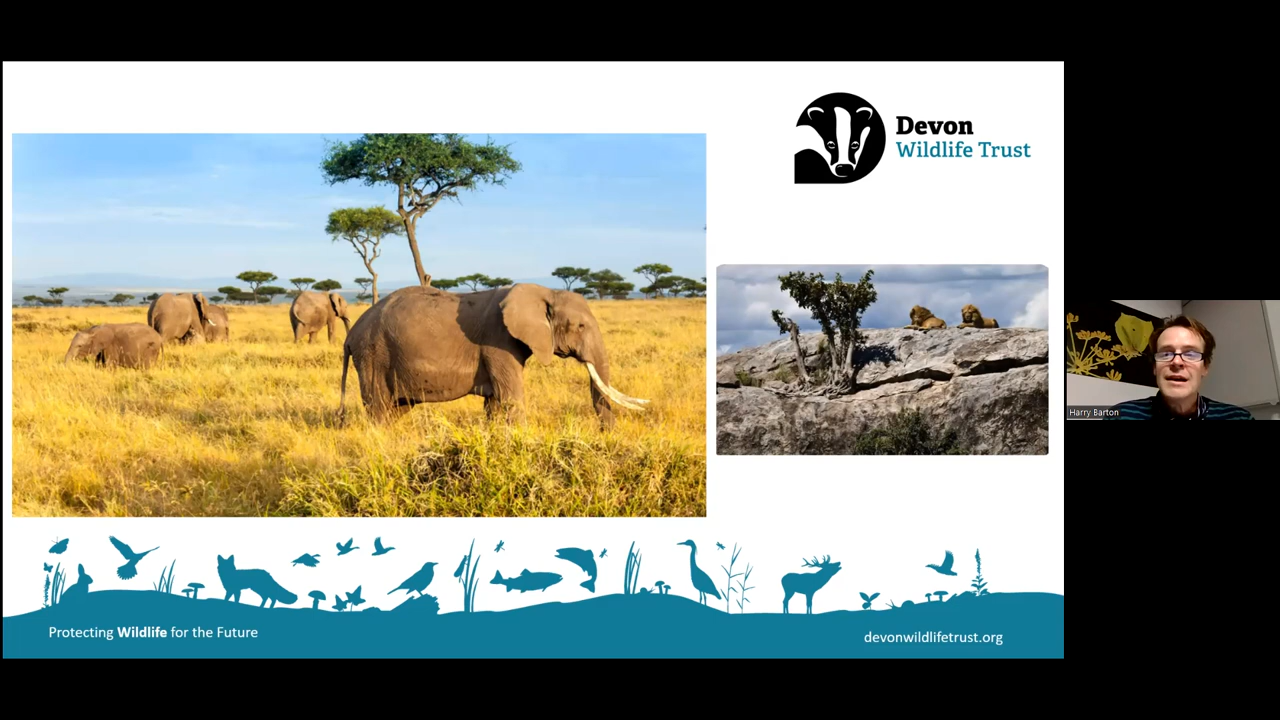 Devon
Wildlife Trust
Harry Barton
Protecting Wildlife for the Future
devonwildlifetrust.org